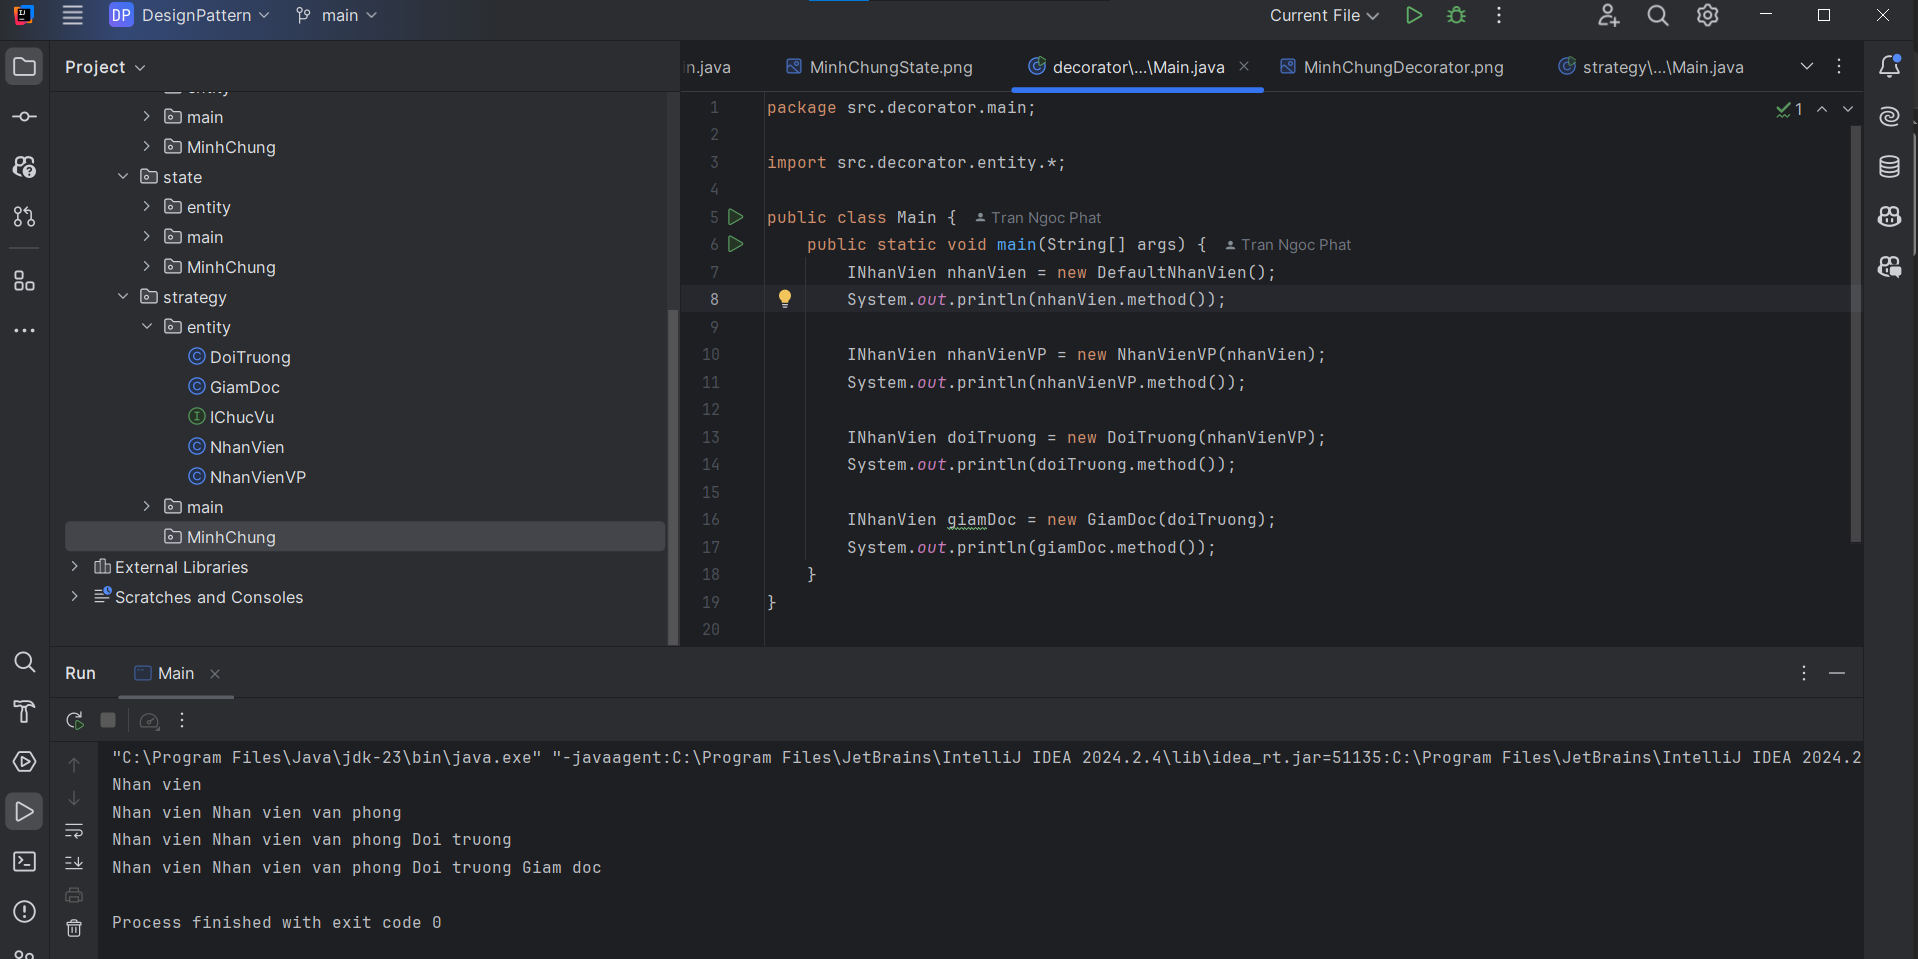 DP DesignPattern main Current File
Project
n.java MinhChungState.png decorator\...\Main.java MinhChungDecorator.png strategy\...\Main.java
entity
main
MinhChung
state
entity
main
MinhChung
strategy
entity
DoiTruong
GiamDoc
IChucVu
NhanVien
NhanVienVP
main
MinhChung
External Libraries
Scratches and Consoles
1 package src.decorator.main; 1
2
3 import src.decorator.entity.*;
4
5 public class Main { Tran Ngoc Phat
6 public static void main(String[] args) { Tran Ngoc Phat
7 INhanVien nhanVien = new DefaultNhanVien();
8 System.out.println(nhanVien.method());
9
10 INhanVien nhanVienVP = new NhanVienVP(nhanVien);
11 System.out.println(nhanVienVP.method());
12
13 INhanVien doiTruong = new DoiTruong(nhanVienVP);
14 System.out.println(doiTruong.method());
15
16 INhanVien giamDoc = new GiamDoc(doiTruong);
17 System.out.println(giamDoc.method());
18 }
19 }
20
Run Main
"C:\Program Files\Java\jdk-23\bin\java.exe" "-javaagent:C:\Program Files\JetBrains\IntelliJ IDEA 2024.2.4\lib\idea_rt.jar=51135:C:\Program Files\JetBrains\IntelliJ IDEA 2024.2
Nhan vien
Nhan vien Nhan vien van phong
Nhan vien Nhan vien van phong Doi truong
Nhan vien Nhan vien van phong Doi truong Giam doc
Process finished with exit code 0